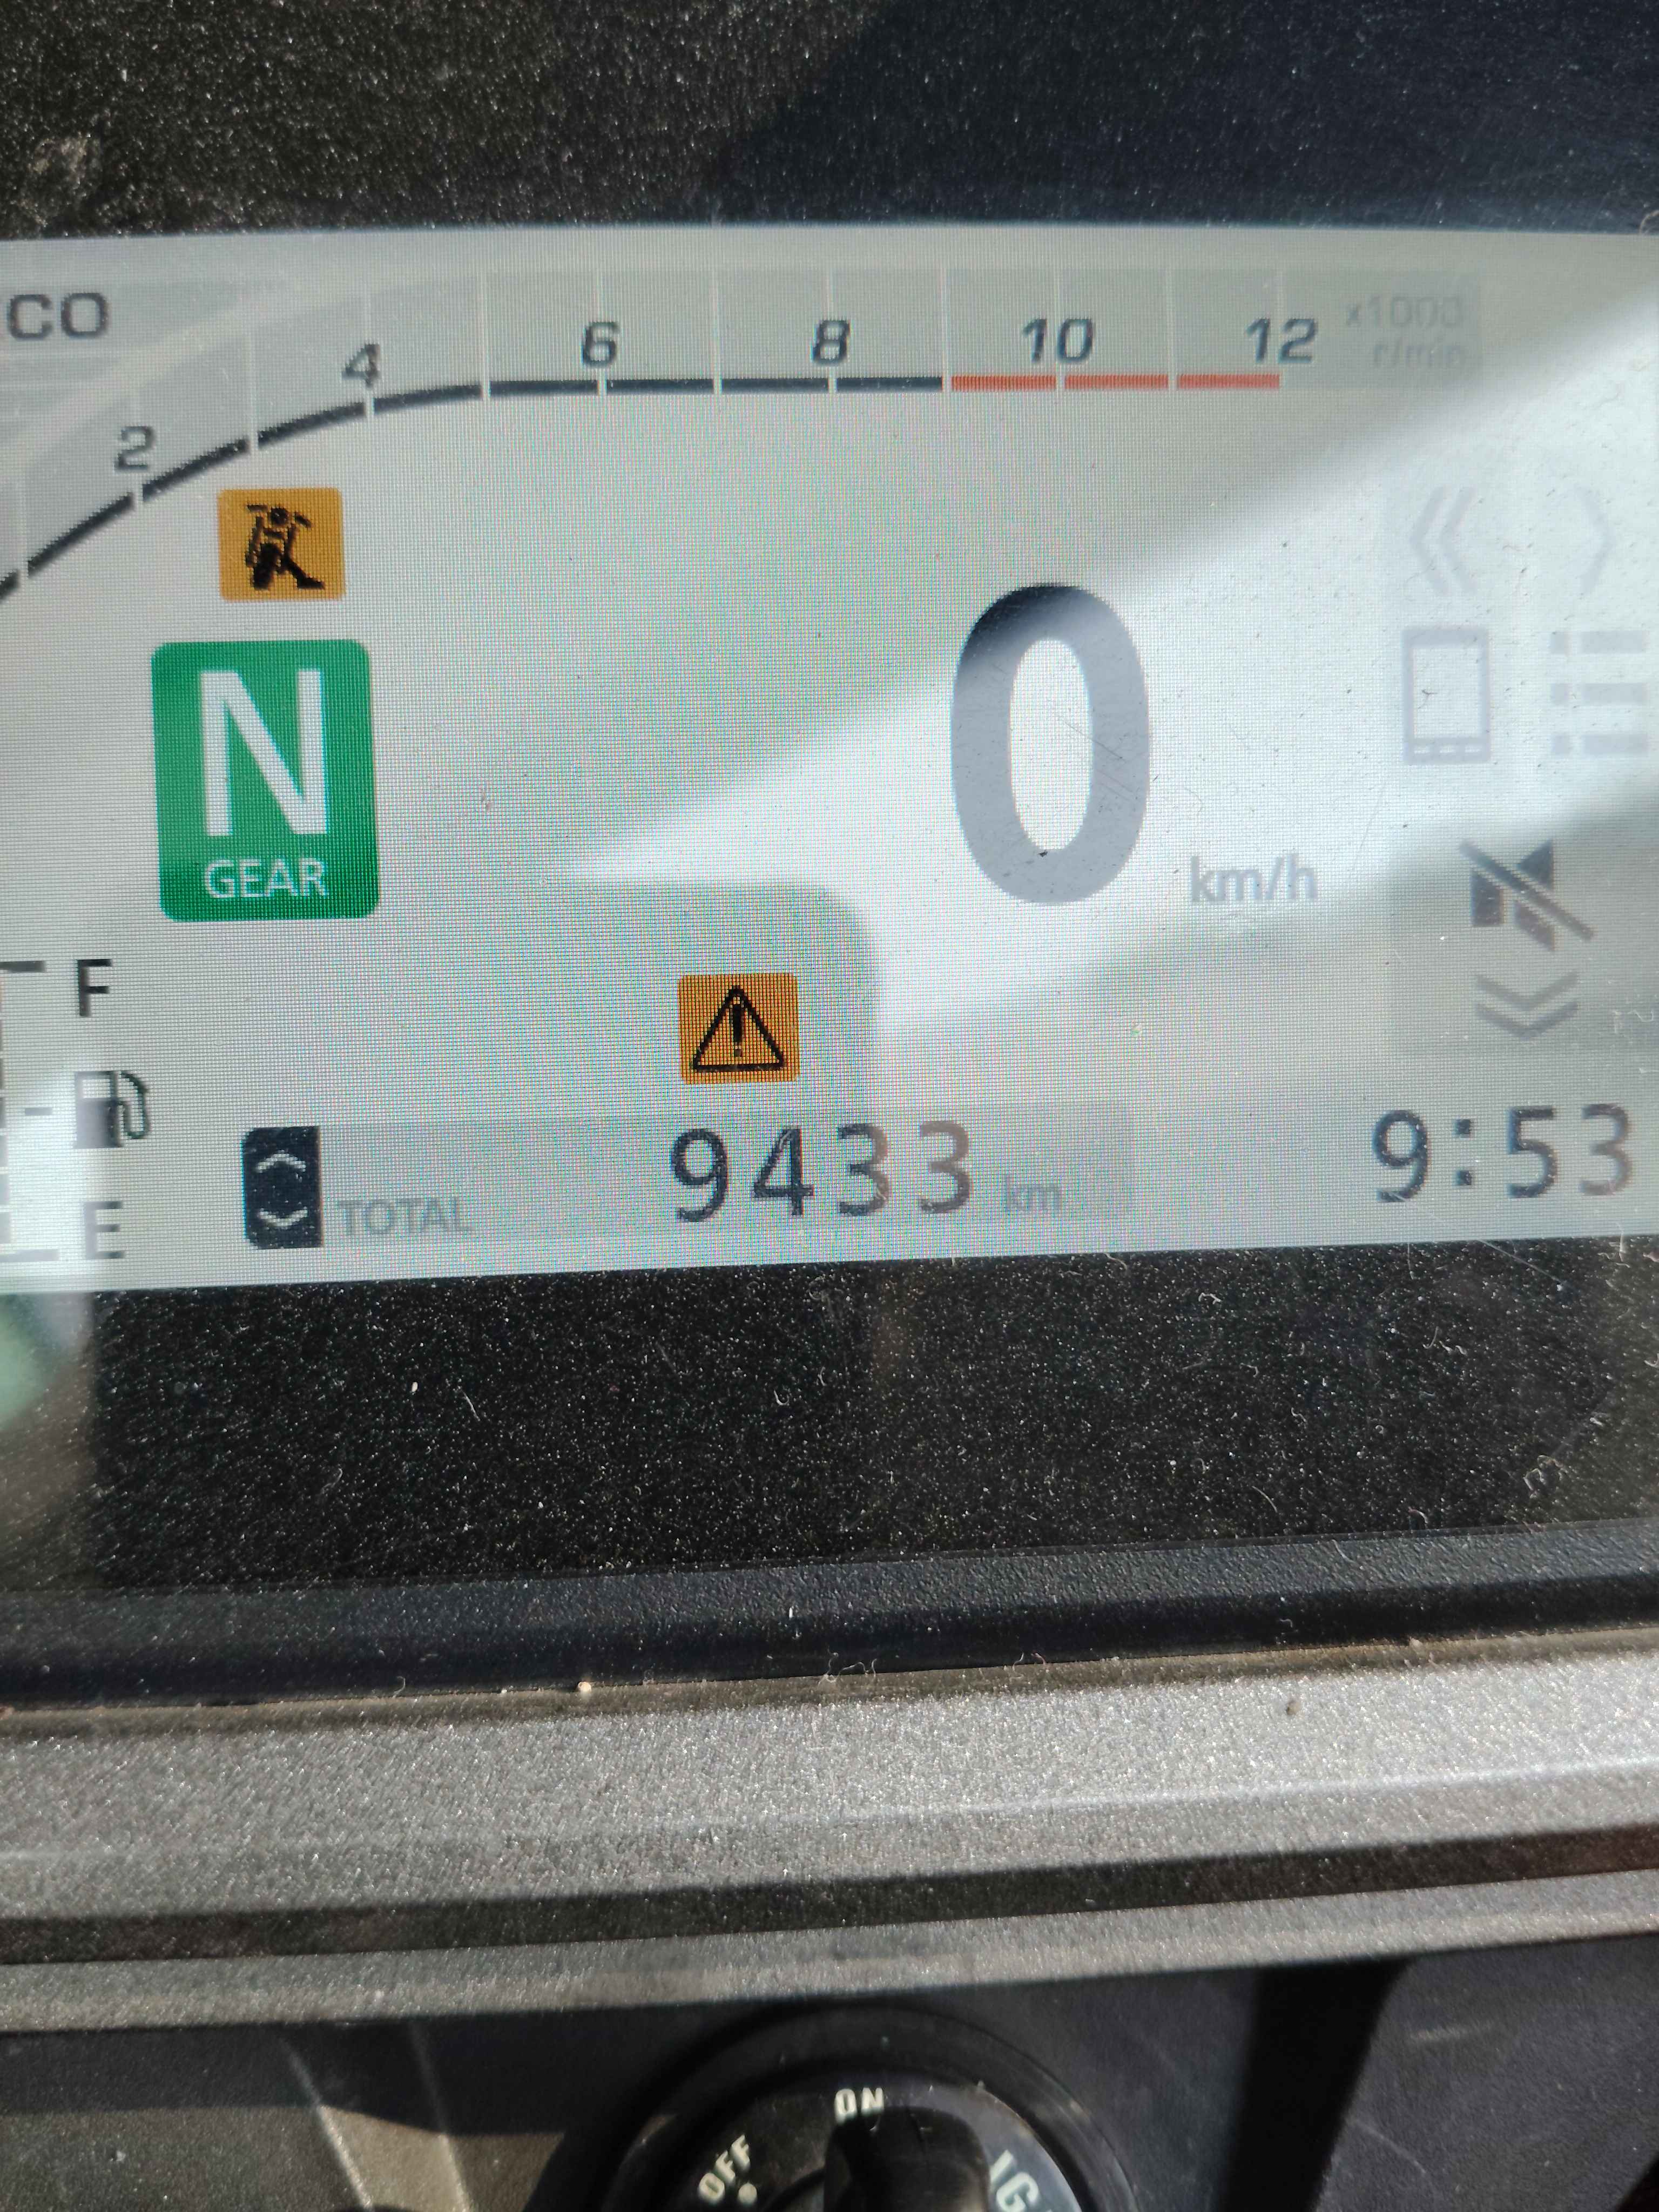 CO
2 4 6 8 10 12 x1000
r/min
N
GEAR
0 km/h
F
E
TOTAL 9433 km 9:53
ON
OFF
IG